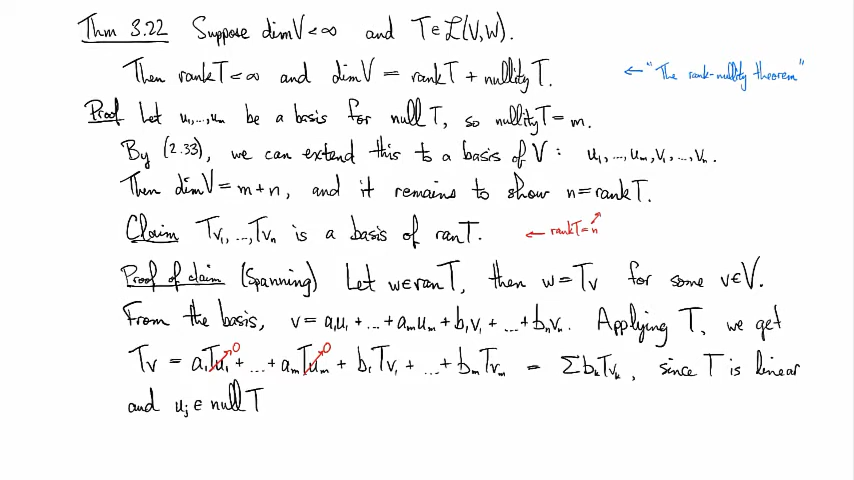 Thm 3.22 Suppose dim V < ∞ and T ∈ ℒ(V,W).
Then rank T < ∞ and dim V = rank T + nullity T. ← "The rank-nullity theorem"
Proof Let u₁,...,uₘ be a basis for null T, so nullity T = m.
By (2.33), we can extend this to a basis of V : u₁, ..., uₘ, v₁, ..., vₙ.
Then dim V = m + n, and it remains to show n = rank T.
Claim Tv₁, ..., Tvₙ is a basis of ran T. ← rank T = n
Proof of claim (Spanning) Let w ∈ ran T, then w = Tv for some v ∈ V.
From the basis, v = a₁u₁ + ... + aₘuₘ + b₁v₁ + ... + bₙvₙ. Applying T, we get
Tv = a₁Tu₁ 0 + ... + aₘTuₘ 0 + b₁Tv₁ + ... + bₘTvₘ = Σ bₖTvₖ, since T is linear
and uⱼ ∈ null T